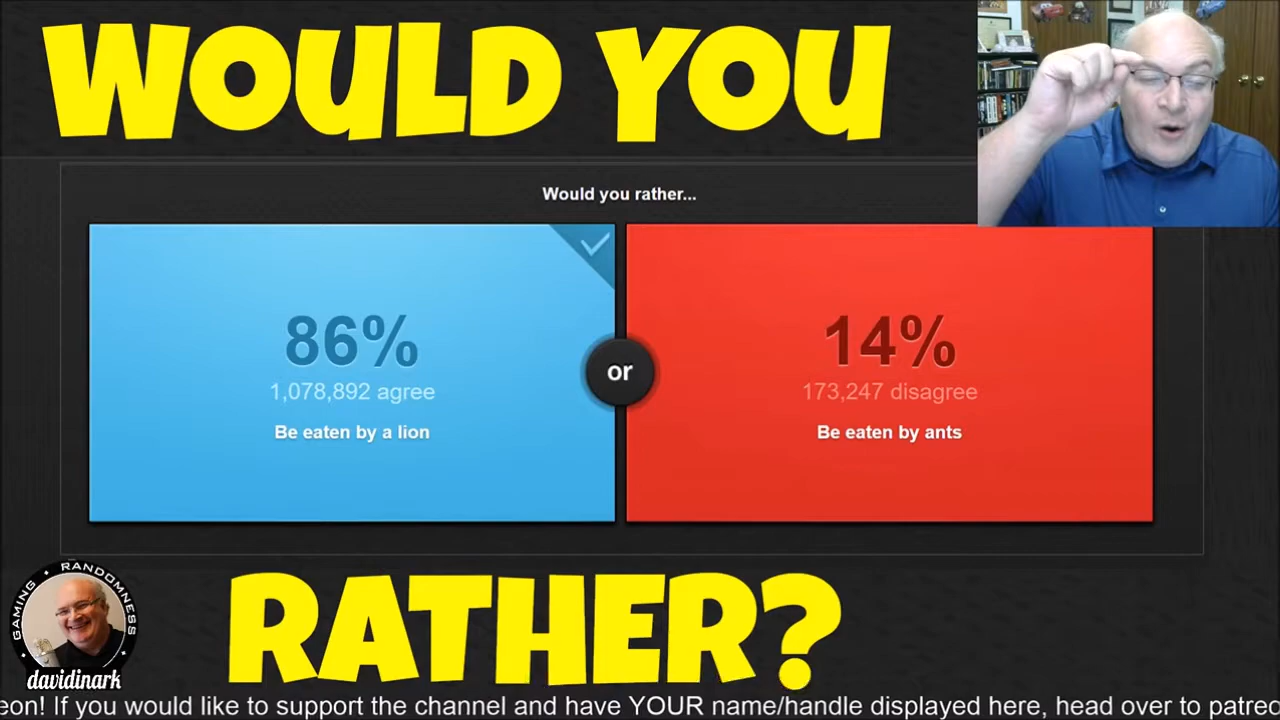 WOULD YOU
Would you rather...
86%
1,078,892 agree
Be eaten by a lion
or
14%
173,247 disagree
Be eaten by ants
GAMING • RANDOMNESS
davidinark
RATHER?
eon! If you would like to support the channel and have YOUR name/handle displayed here, head over to patreo